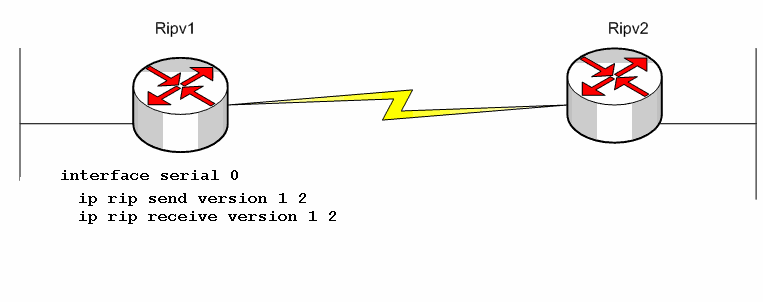 Ripv1
Ripv2
interface serial 0
ip rip send version 1 2
ip rip receive version 1 2